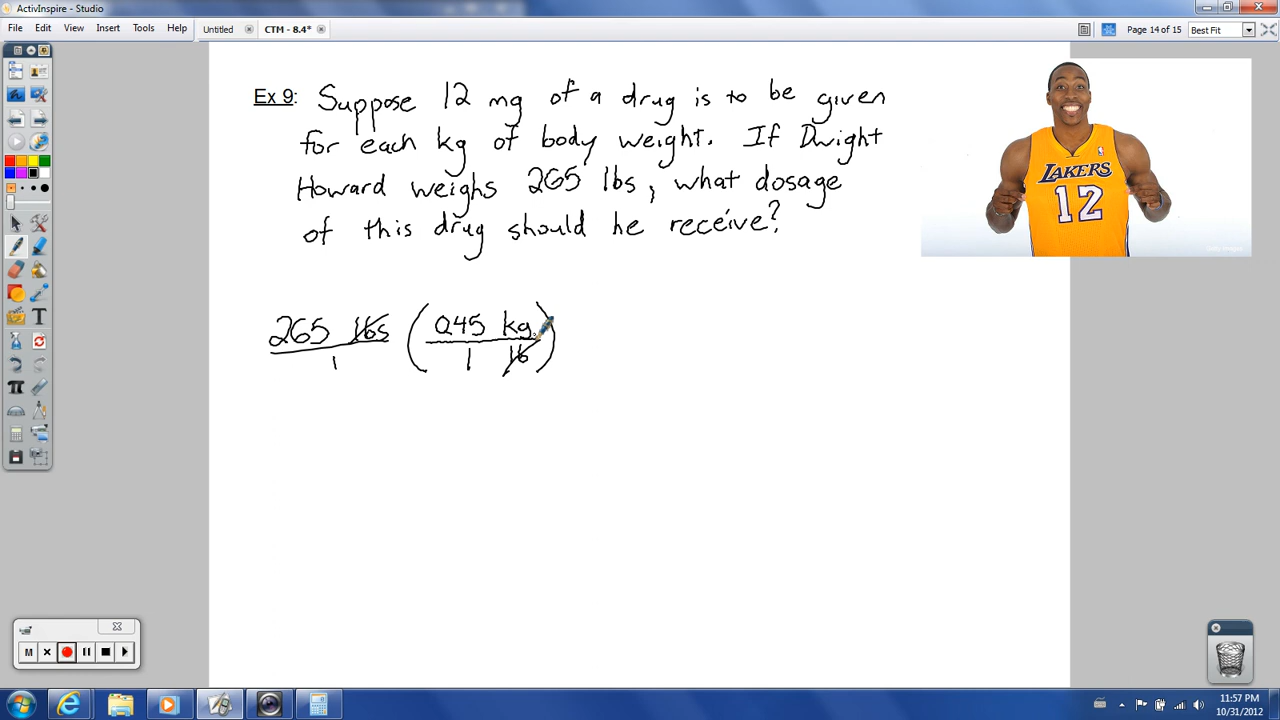 ActivInspire - Studio
File Edit View Insert Tools Help Untitled CTM - 8.4* Page 14 of 15 Best Fit
Ex 9: Suppose 12 mg of a drug is to be given
for each kg of body weight. If Dwight
Howard weighs 265 lbs, what dosage
of this drug should he receive?
LAKERS
12
265 lbs ( 0.45 kg )
1 1 lb
M
11:57 PM
10/31/2012